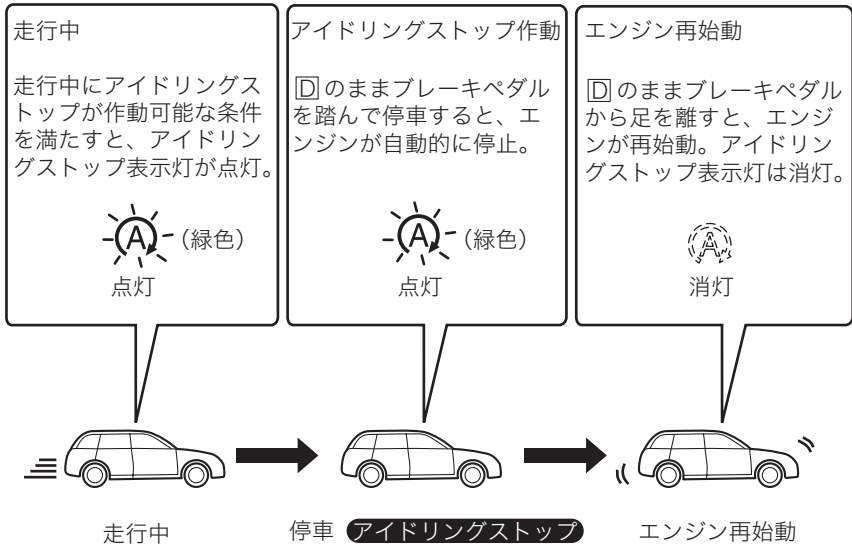 走行中
走行中にアイドリングス
トップが作動可能な条件
を満たすと、アイドリン
グストップ表示灯が点灯。
A (緑色)
点灯
アイドリングストップ作動
Dのままブレーキペダル
を踏んで停車すると、エ
ンジンが自動的に停止。
A (緑色)
点灯
エンジン再始動
Dのままブレーキペダル
から足を離すと、エンジ
ンが再始動。アイドリン
グストップ表示灯は消灯。
A
消灯
走行中
停車 アイドリングストップ
エンジン再始動